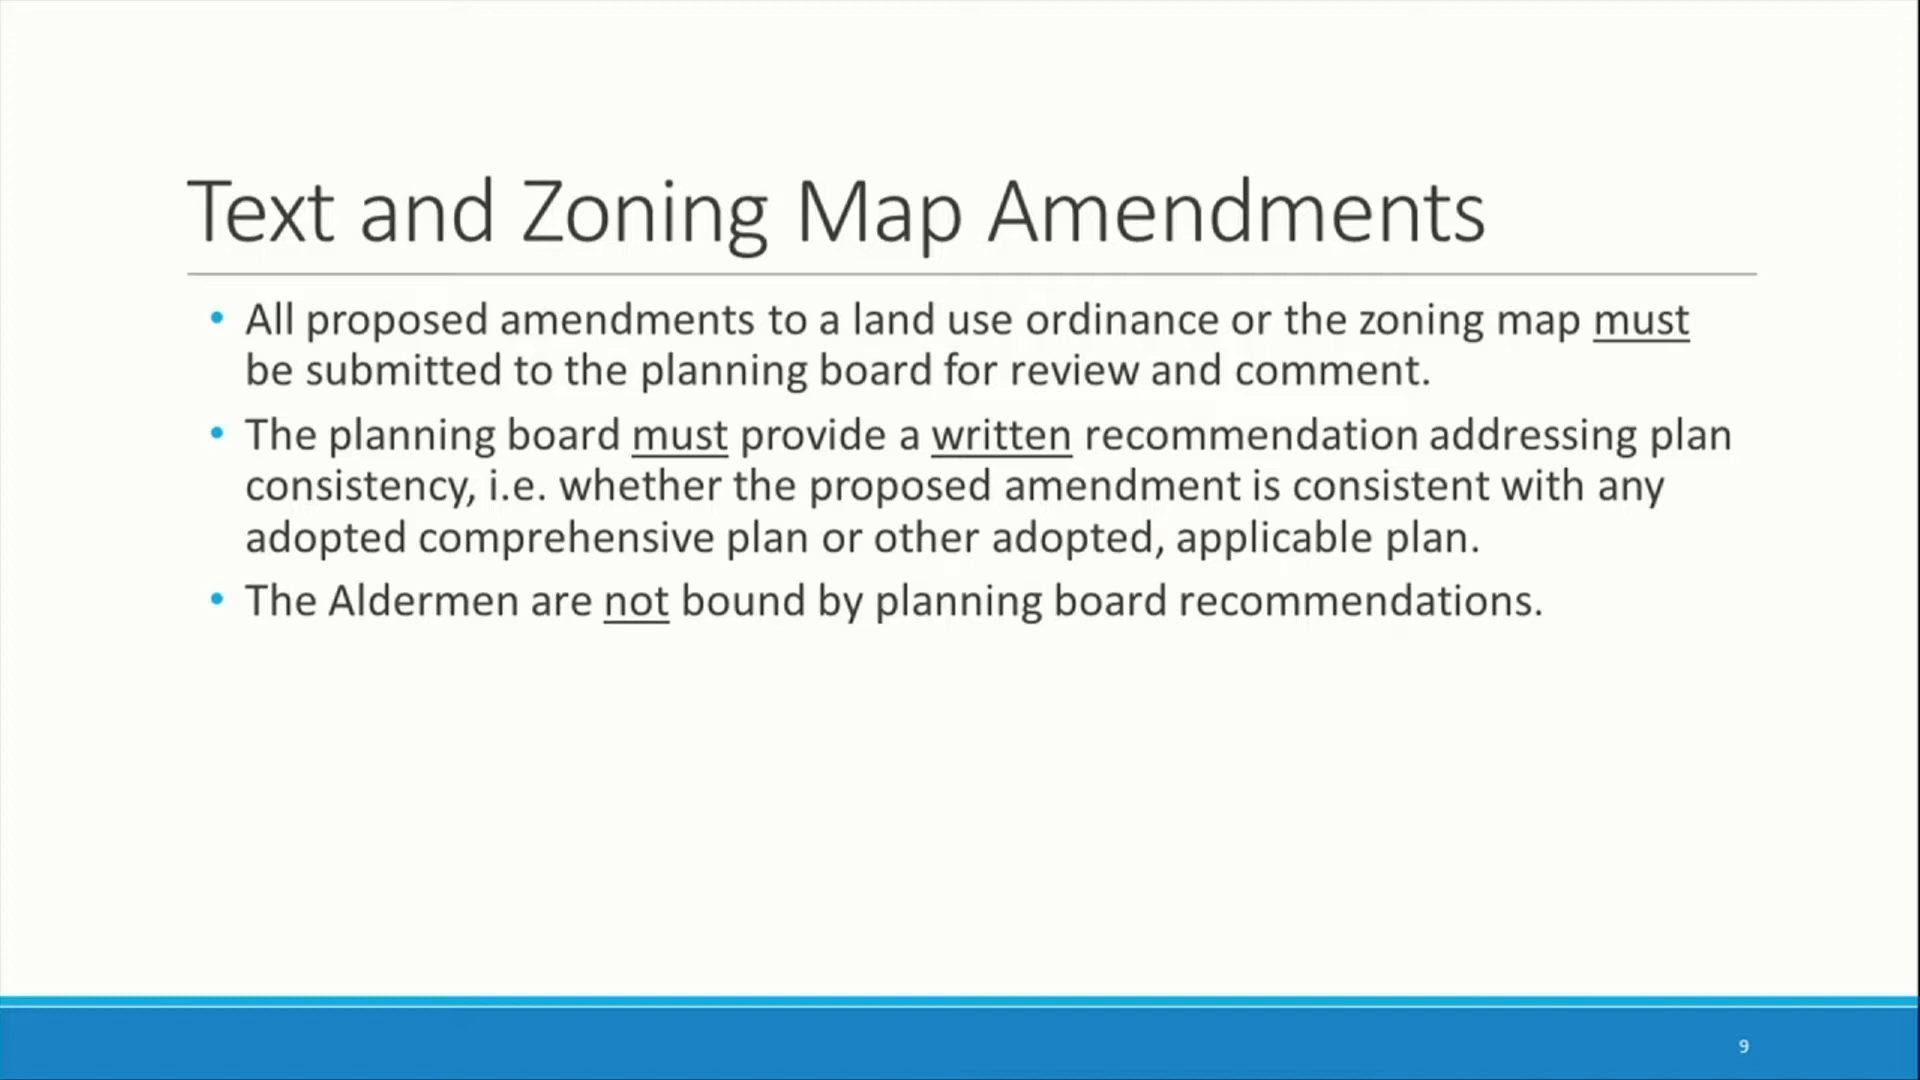 Text and Zoning Map Amendments
• All proposed amendments to a land use ordinance or the zoning map must
be submitted to the planning board for review and comment.
• The planning board must provide a written recommendation addressing plan
consistency, i.e. whether the proposed amendment is consistent with any
adopted comprehensive plan or other adopted, applicable plan.
• The Aldermen are not bound by planning board recommendations.
9